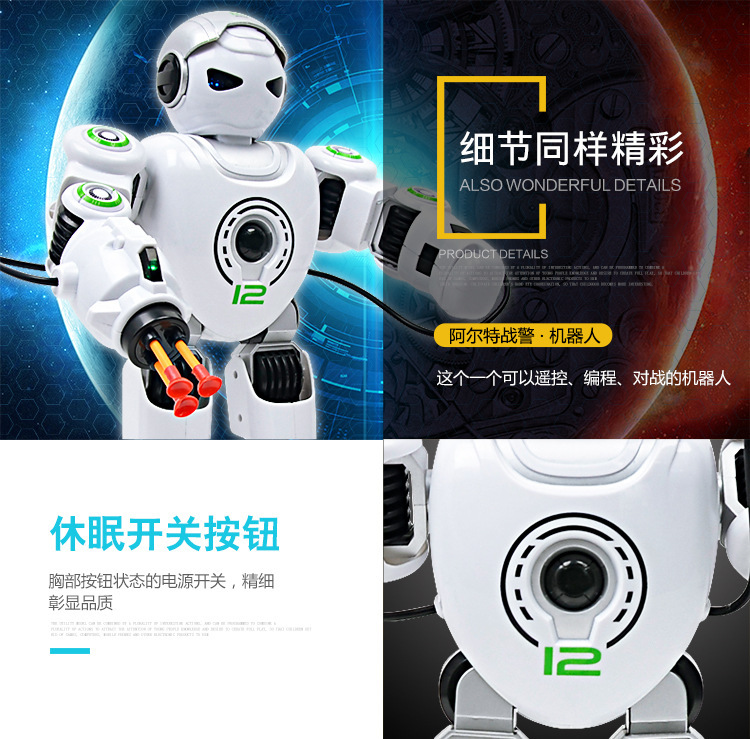 细节同样精彩
ALSO WONDERFUL DETAILS
PRODUCT DETAILS
阿尔特战警·机器人
这个一个可以遥控、编程、对战的机器人
12
休眠开关按钮
胸部按钮状态的电源开关，精细
彰显品质
12